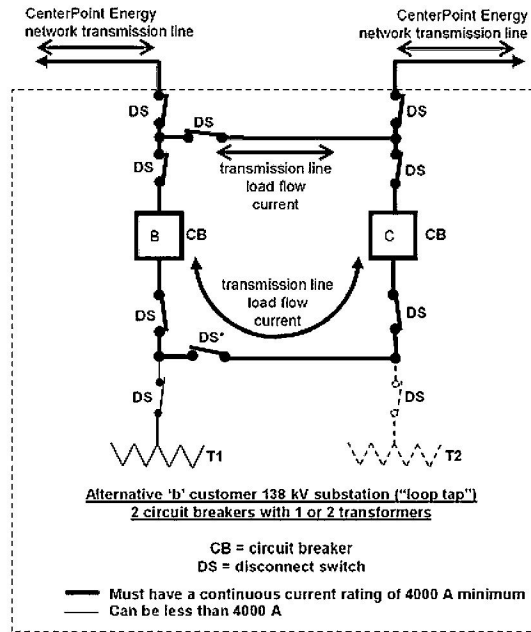 CenterPoint Energy
network transmission line
CenterPoint Energy
network transmission line
DS
DS
DS
DS
DS
transmission line
load flow
current
B
CB
C
CB
transmission line
load flow
current
DS
DS
DS*
DS
DS
T1
T2
Alternative 'b' customer 138 kV substation ("loop tap")
2 circuit breakers with 1 or 2 transformers
CB = circuit breaker
DS = disconnect switch
Must have a continuous current rating of 4000 A minimum
Can be less than 4000 A